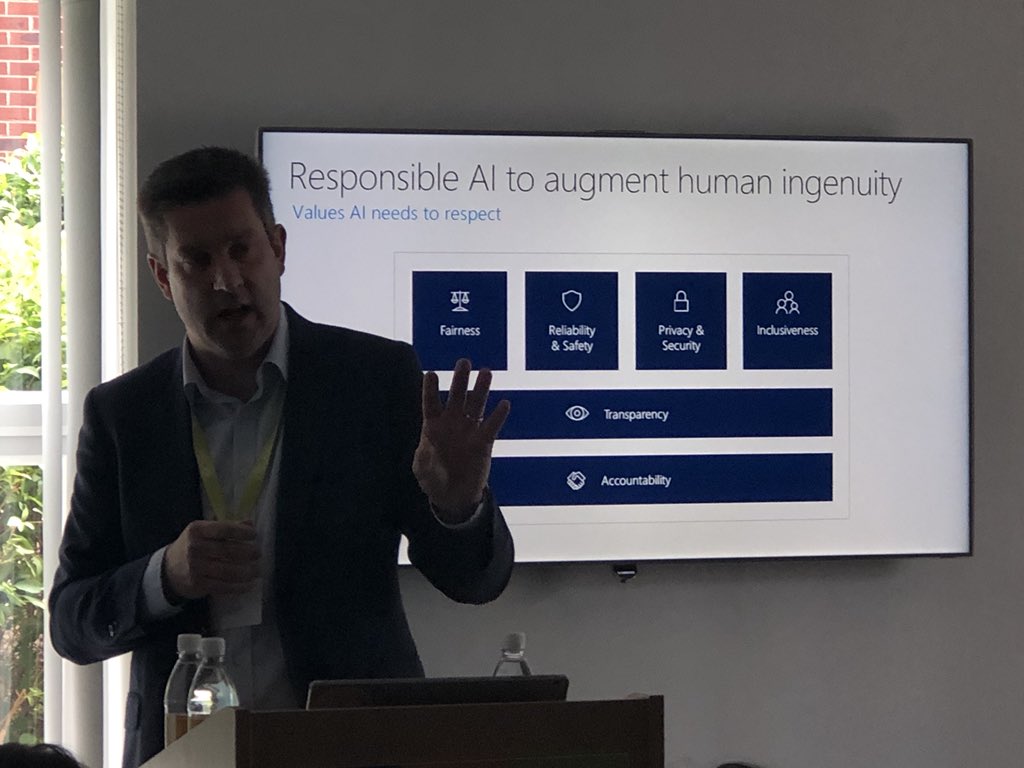 Responsible AI to augment human ingenuity
Values AI needs to respect
Fairness
Reliability
& Safety
Privacy &
Security
Inclusiveness
Transparency
Accountability